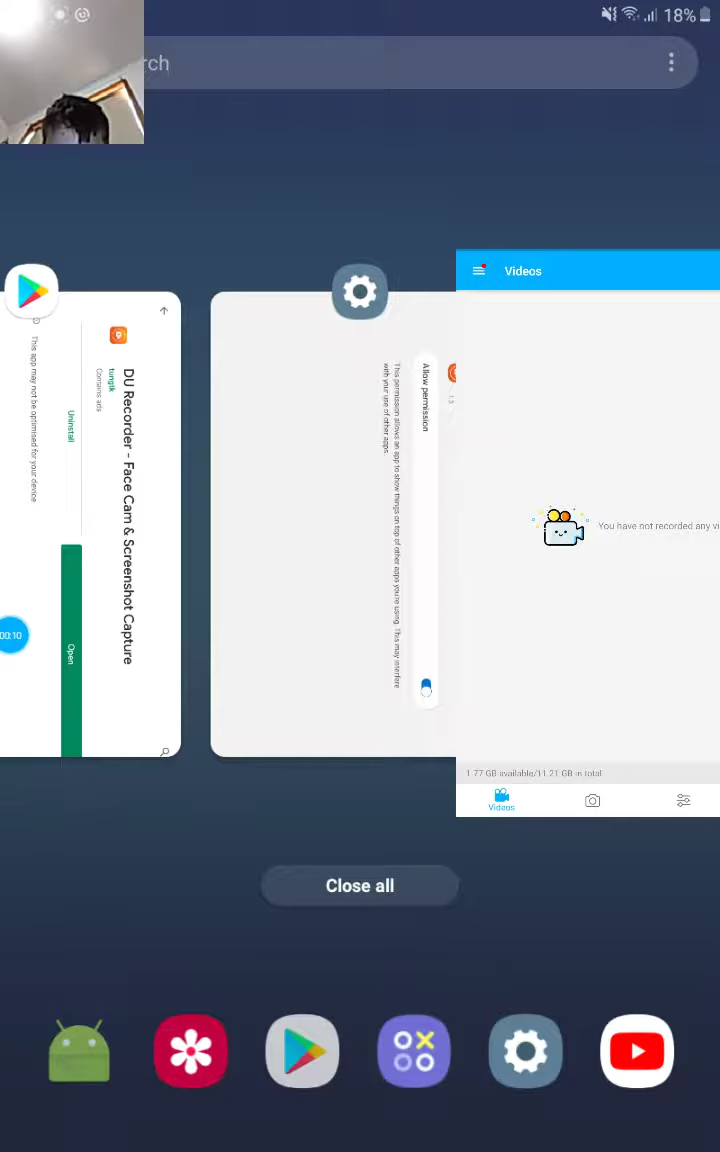 18%
rch
Videos
DU Recorder - Face Cam & Screenshot Capture
tungtk
Contains ads
Uninstall
Open
This app may not be optimised for your device
Allow permission
This permission allows an app to show things on top of other apps you're using. This may interfere
with your use of other apps.
You have not recorded any vi
00:10
1.77 GB available/11.21 GB in total
Videos
Close all